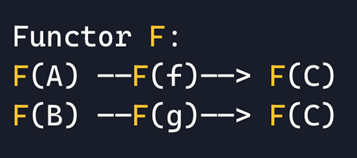 Functor F:
F(A) ——F(f)——> F(C)
F(B) ——F(g)——> F(C)